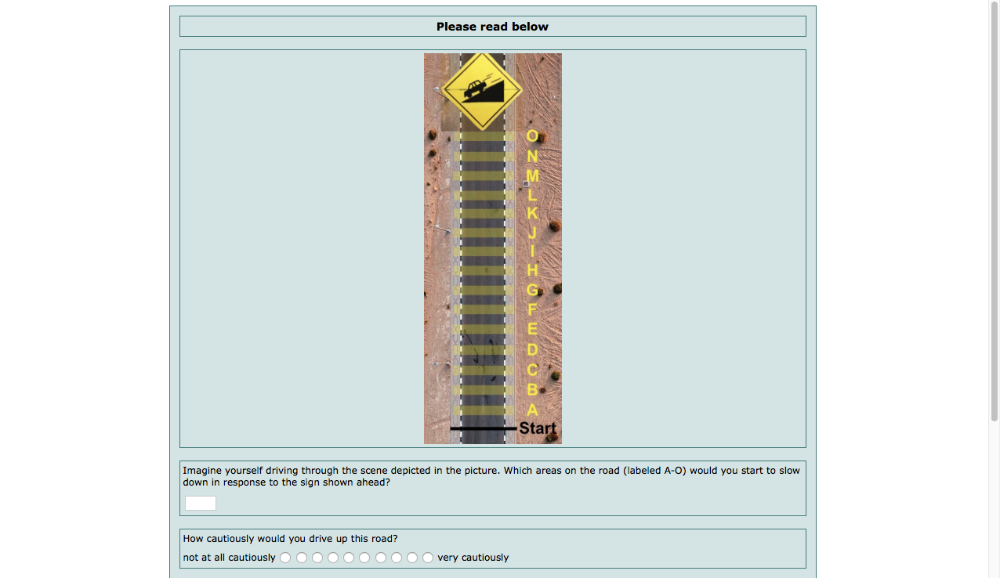 Please read below
O
N
M
L
K
J
I
H
G
F
E
D
C
B
A
Start
Imagine yourself driving through the scene depicted in the picture. Which areas on the road (labeled A-O) would you start to slow
down in response to the sign shown ahead?
How cautiously would you drive up this road?
not at all cautiously very cautiously